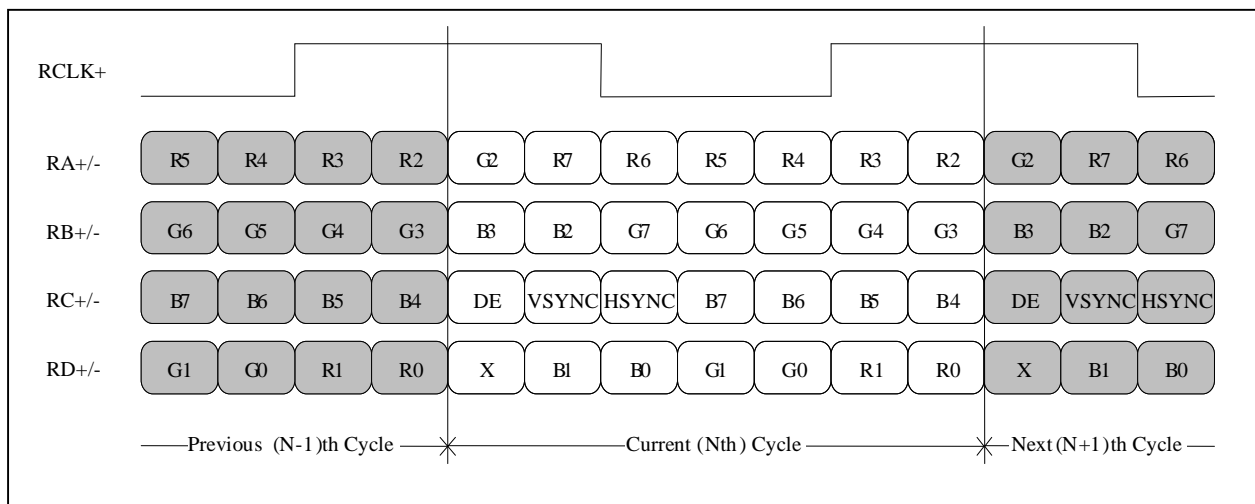 RCLK+
RA+/- R5 R4 R3 R2 G2 R7 R6 R5 R4 R3 R2 G2 R7 R6
RB+/- G6 G5 G4 G3 B3 B2 G7 G6 G5 G4 G3 B3 B2 G7
RC+/- B7 B6 B5 B4 DE VSYNC HSYNC B7 B6 B5 B4 DE VSYNC HSYNC
RD+/- G1 G0 R1 R0 X B1 B0 G1 G0 R1 R0 X B1 B0
Previous (N-1)th Cycle Current (Nth) Cycle Next (N+1)th Cycle